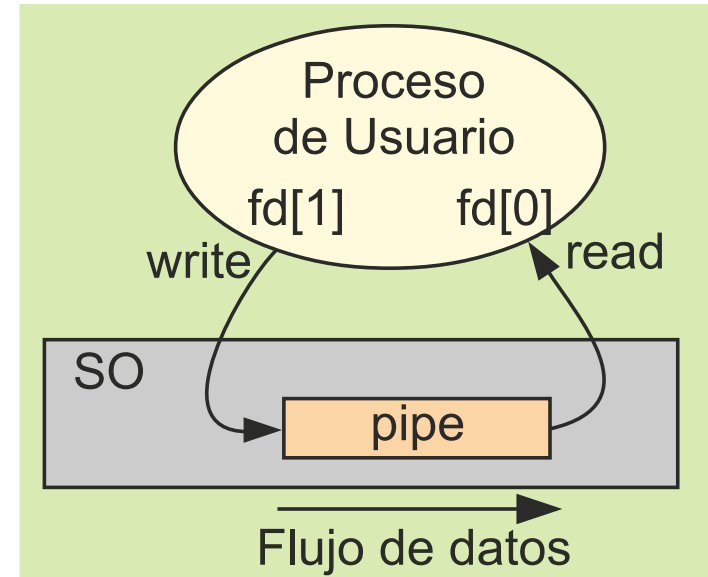 Proceso
de Usuario
fd[1] fd[0]
write read
SO
pipe
Flujo de datos